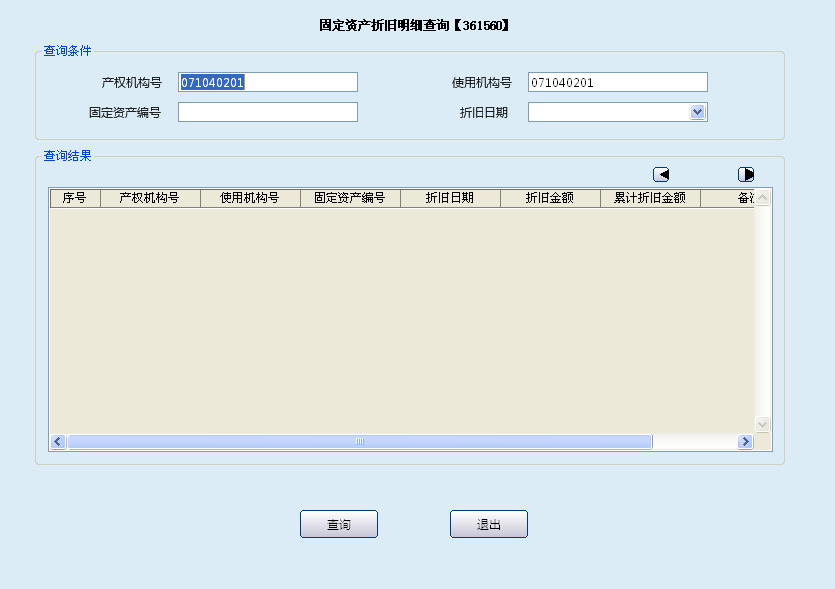 固定资产折旧明细查询【361560】
查询条件
产权机构号 071040201 使用机构号 071040201
固定资产编号 折旧日期
查询结果
序号 产权机构号 使用机构号 固定资产编号 折旧日期 折旧金额 累计折旧金额 备
查询 退出